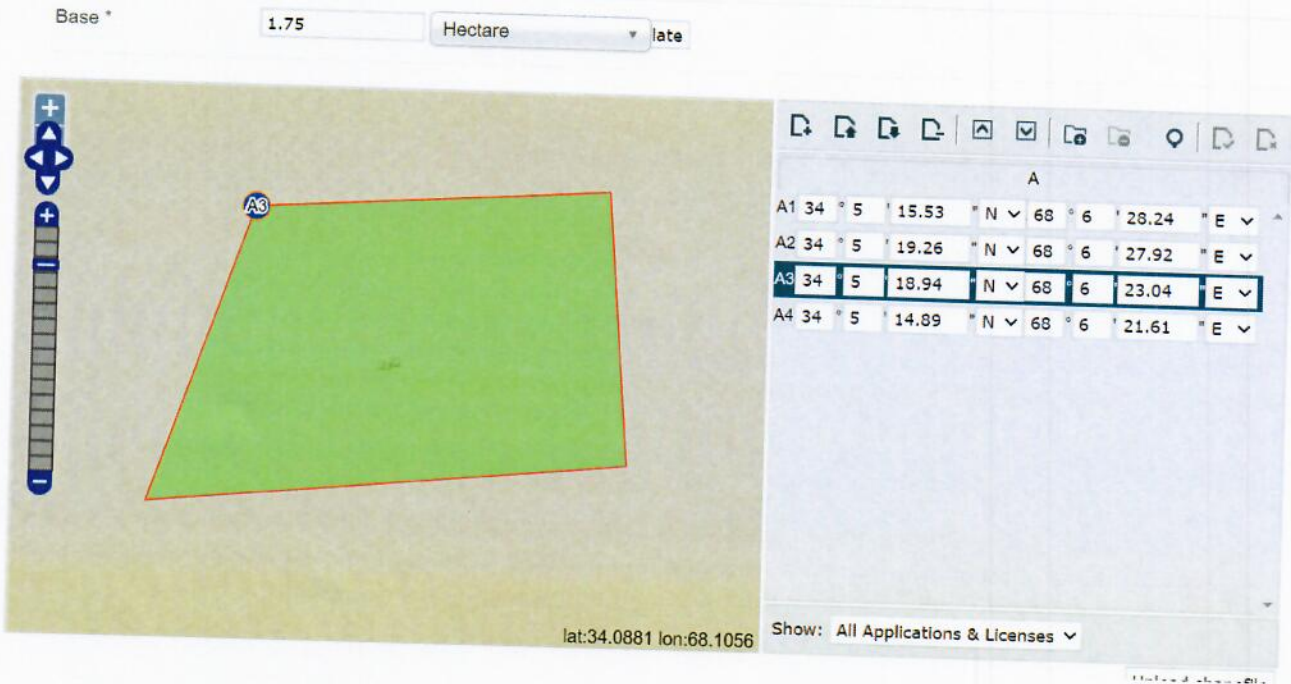 Base *
1.75
Hectare
late
A
A1 34 ° 5 ' 15.53 " N 68 ° 6 ' 28.24 " E
A2 34 ° 5 ' 19.26 " N 68 ° 6 ' 27.92 " E
A3 34 ° 5 ' 18.94 " N 68 ° 6 ' 23.04 " E
A4 34 ° 5 ' 14.89 " N 68 ° 6 ' 21.61 " E
A3
lat:34.0881 lon:68.1056
Show: All Applications & Licenses